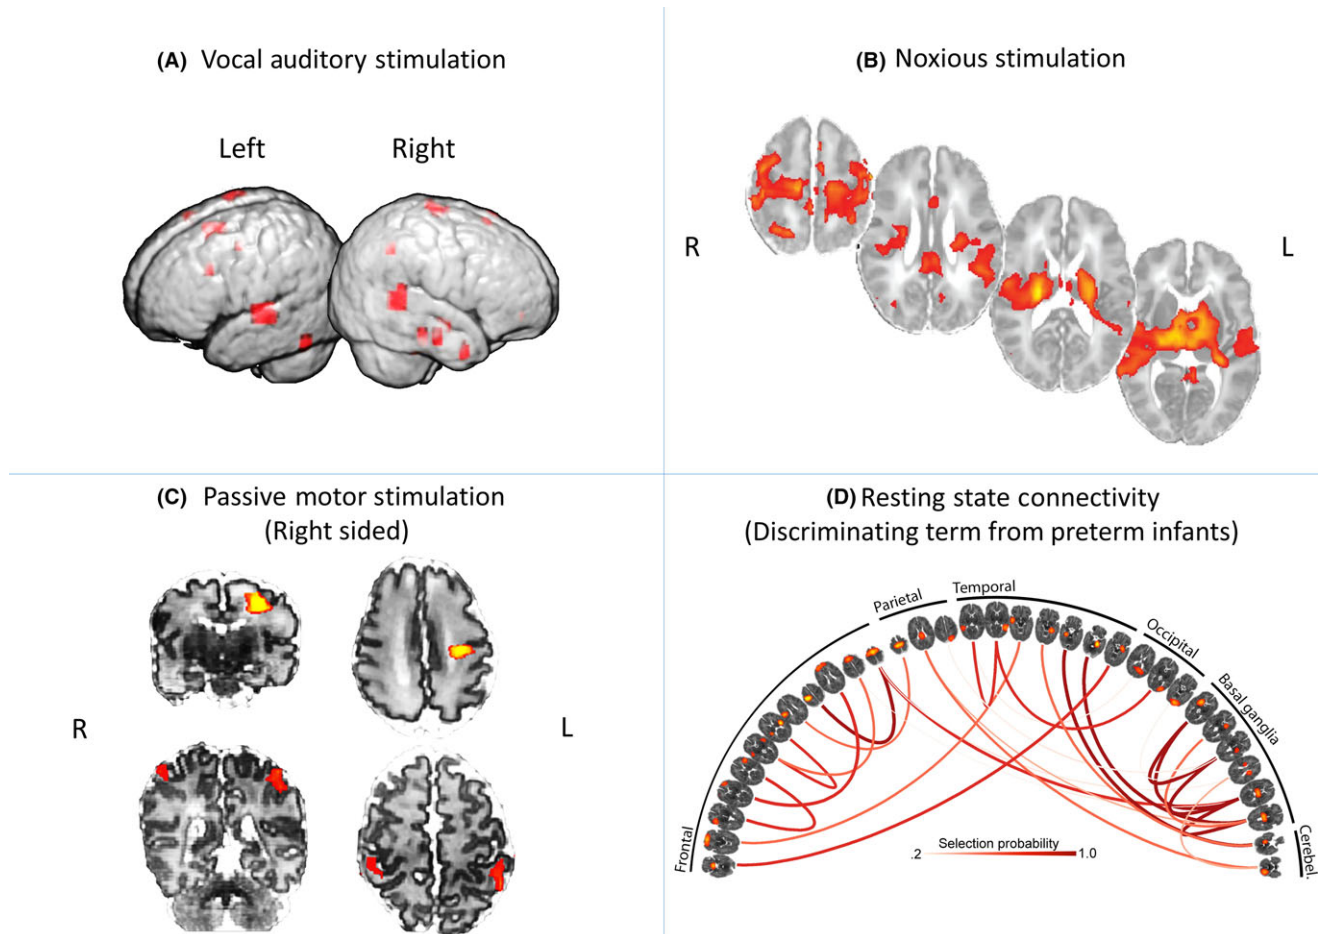 (A) Vocal auditory stimulation
Left
Right
(B) Noxious stimulation
R
L
(C) Passive motor stimulation
(Right sided)
R
L
(D) Resting state connectivity
(Discriminating term from preterm infants)
Frontal
Parietal
Temporal
Occipital
Basal ganglia
Cerebel.
Selection probability
.2
1.0